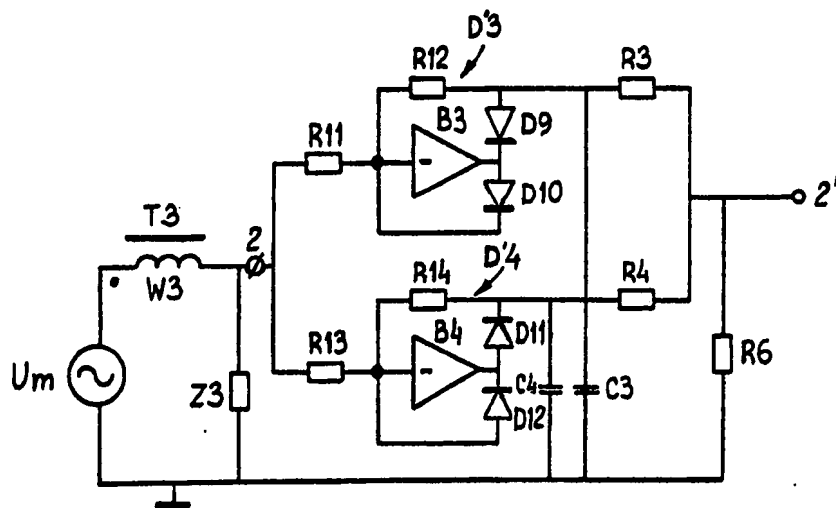 D'3
R12
R3
B3
D9
R11
D10
2'
T3
2
W3
D'4
R14
R4
B4
D11
R13
R6
Um
Z3
C4
C3
D12
-
-